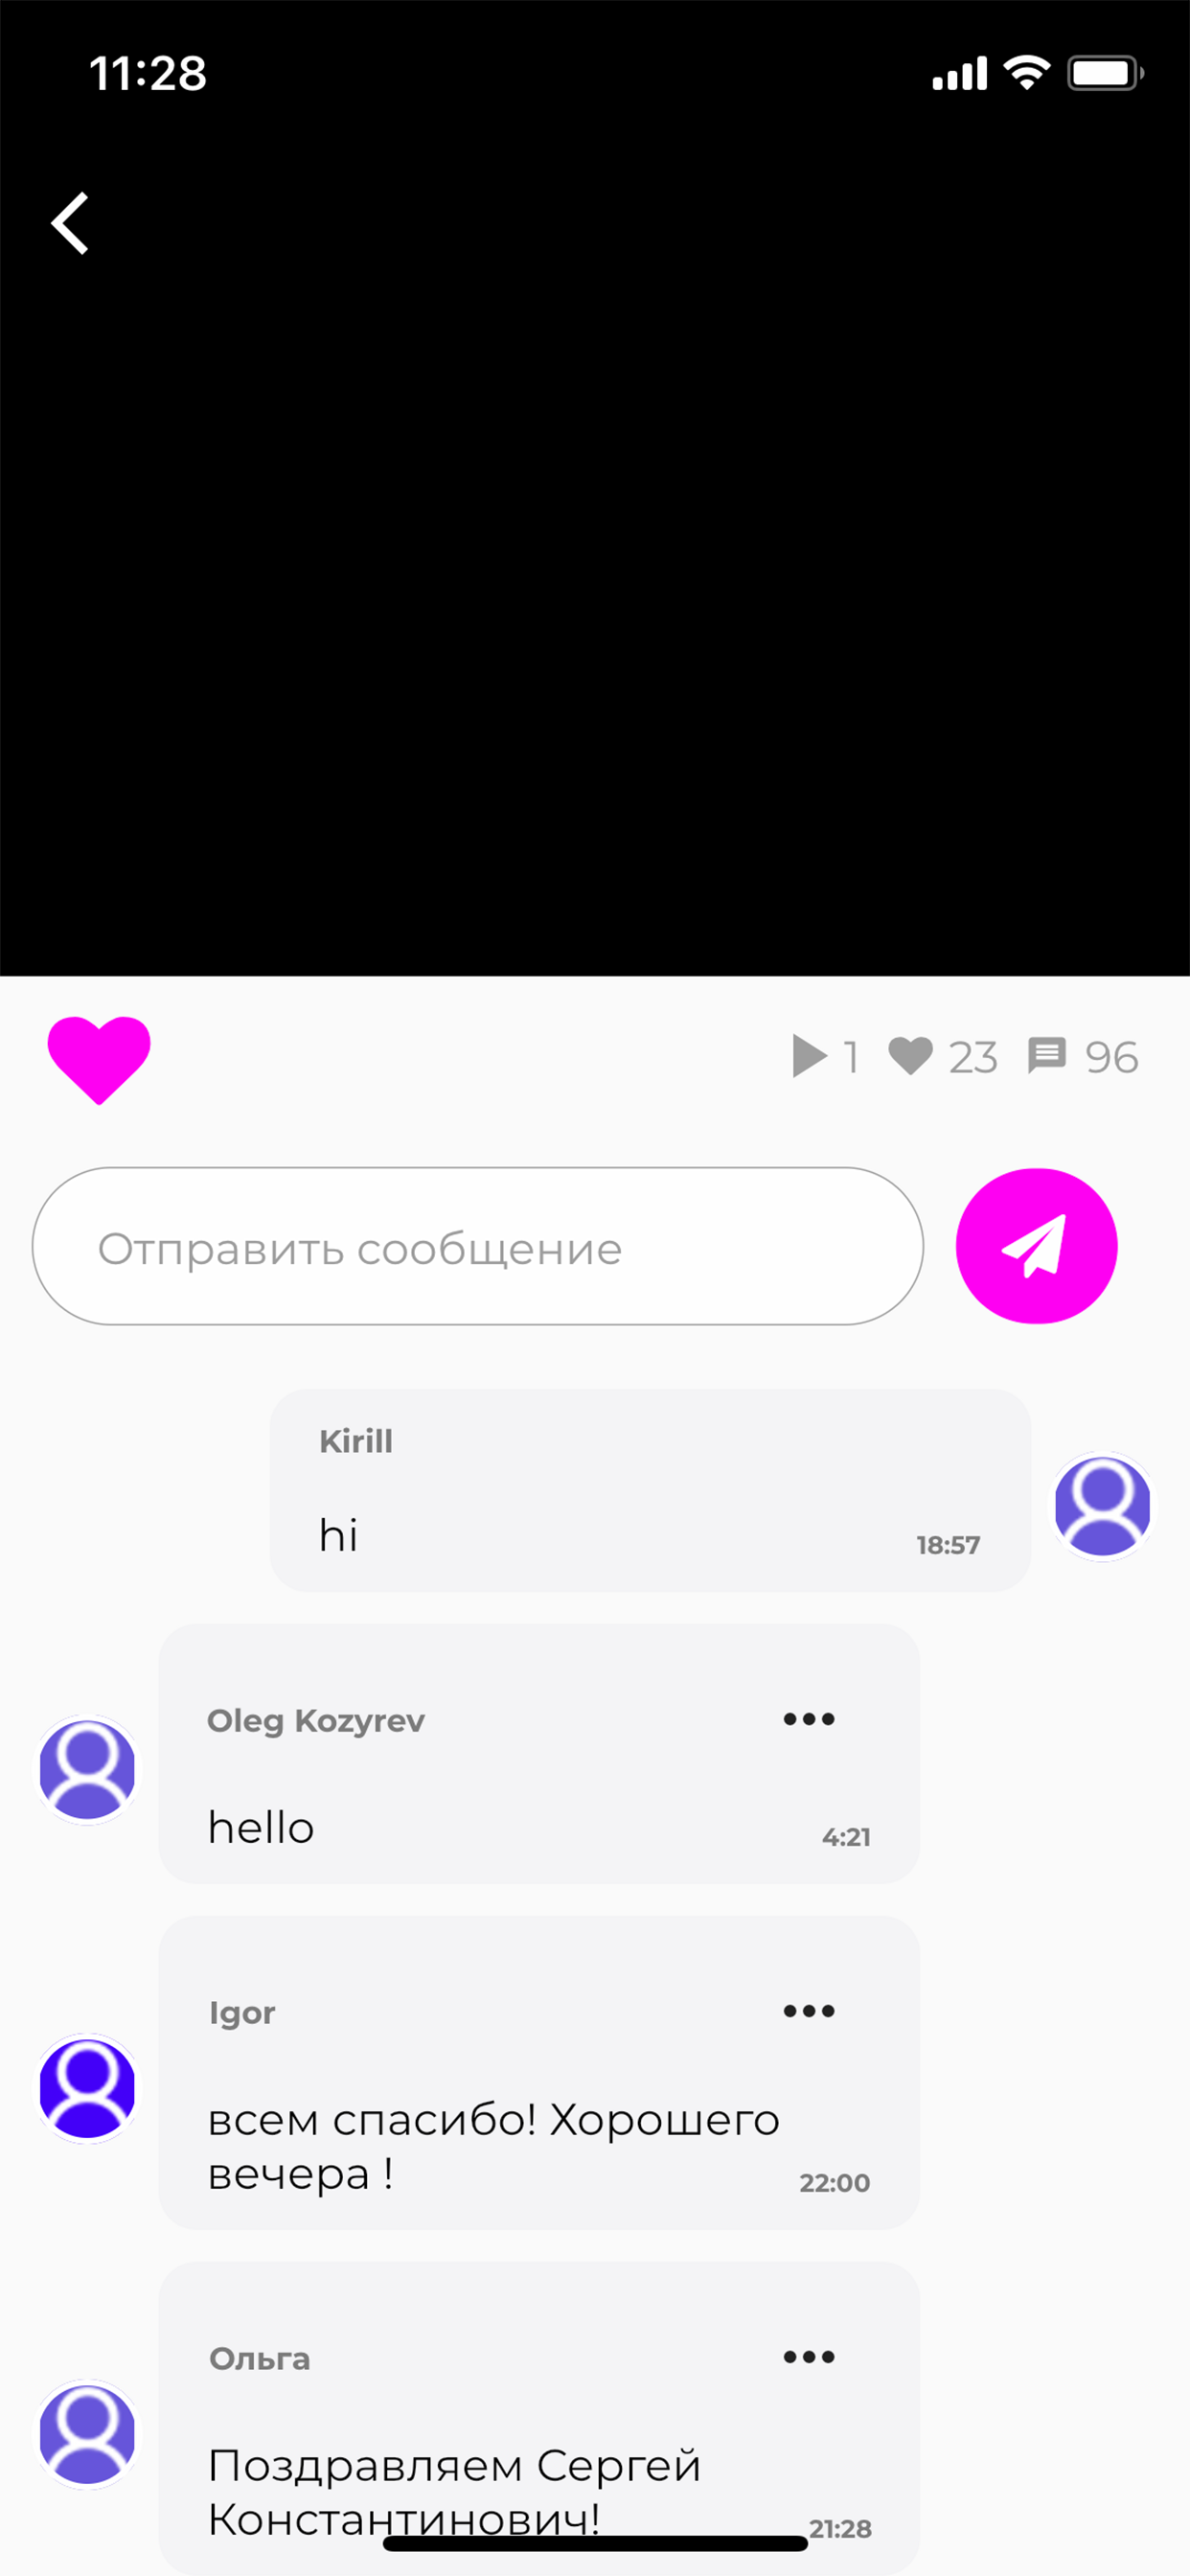 11:28
1 23 96
Отправить сообщение
Kirill
hi
18:57
Oleg Kozyrev
hello
4:21
Igor
всем спасибо! Хорошего
вечера !
22:00
Ольга
Поздравляем Сергей
Константинович!
21:28